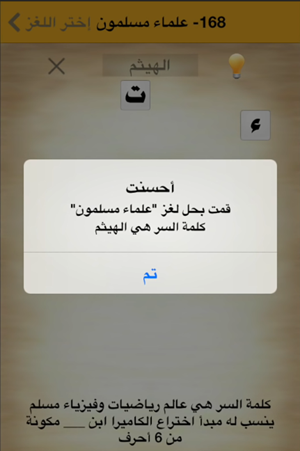 168- علماء مسلمون إختر اللغز
الهيثم
ت
ء
أحسنت
قمت بحل لغز "علماء مسلمون"
كلمة السر هي الهيثم
تم
كلمة السر هي عالم رياضيات وفيزياء مسلم
ينسب له مبدأ اختراع الكاميرا ابن ___ مكونة
من 6 أحرف